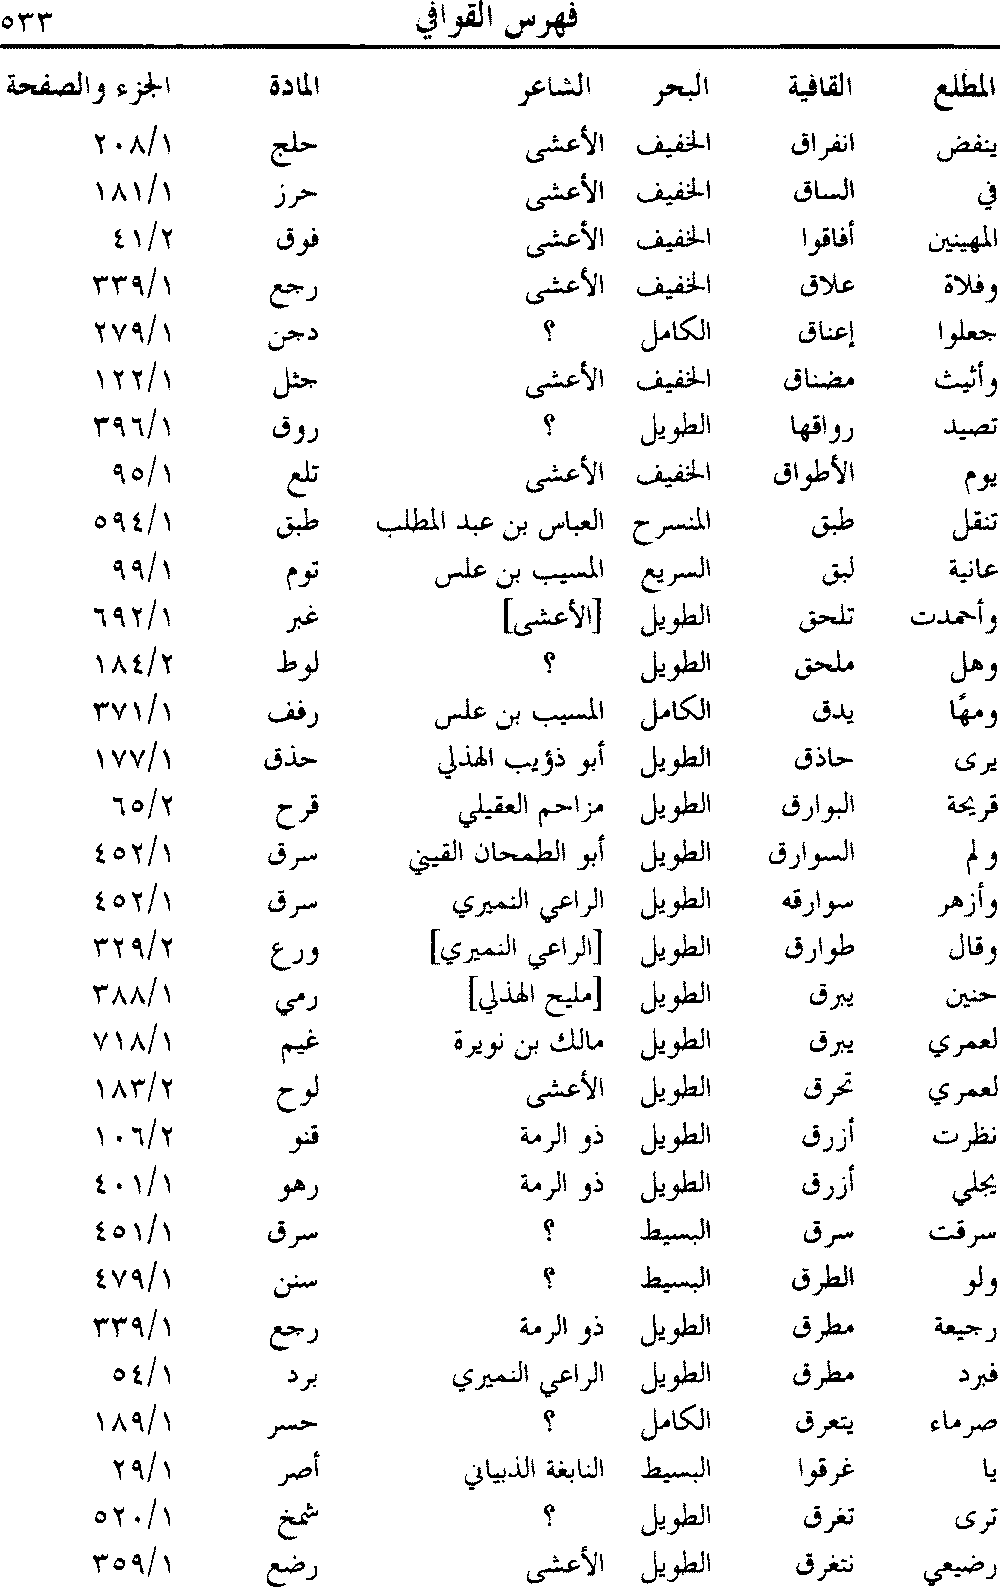 فهرس القوافي ٥٣٣
المطلع القافية البحر الشاعر المادة الجزء والصفحة
ينفض انفراق الخفيف الأعشى حلج ٢٠٨/١
في الساق الخفيف الأعشى حرز ١٨١/١
المهينين أفاقوا الخفيف الأعشى فوق ٤١/٢
وفلاة علاق الخفيف الأعشى رجع ٣٣٩/١
جعلوا إعناق الكامل ؟ دجن ٢٧٩/١
وأثيث مضناق الخفيف الأعشى جثل ١٢٢/١
تصيد رواقها الطويل ؟ روق ٣٩٦/١
يوم الأطواق الخفيف الأعشى تلع ٩٥/١
تنقل طبق المنسرح العباس بن عبد المطلب طبق ٥٩٤/١
عانية لبق السريع المسيب بن علس توم ٩٩/١
وأحمدت تلحق الطويل [الأعشى] غبر ٦٩٢/١
وهل ملحق الطويل ؟ لوط ١٨٤/٢
ومهًا يدق الكامل المسيب بن علس رفف ٣٧١/١
يرى حاذق الطويل أبو ذؤيب الهذلي حذق ١٧٧/١
قريحة البوارق الطويل مزاحم العقيلي قرح ٦٥/٢
ولم السوارق الطويل أبو الطمحان القيني سرق ٤٥٢/١
وأزهر سوارقه الطويل الراعي النميري سرق ٤٥٢/١
وقال طوارق الطويل [الراعي النميري] ورع ٣٢٩/٢
حنين يبرق الطويل [مليح الهذلي] رمي ٣٨٨/١
لعمري يبرق الطويل مالك بن نويرة غيم ٧١٨/١
لعمري تحرق الطويل الأعشى لوح ١٨٣/٢
نظرت أزرق الطويل ذو الرمة قنو ١٠٦/٢
يجلي أزرق الطويل ذو الرمة رهو ٤٠١/١
سرقت سرق البسيط ؟ سرق ٤٥١/١
ولو الطرق البسيط ؟ سنن ٤٧٩/١
رجيعة مطرق الطويل ذو الرمة رجع ٣٣٩/١
فبرد مطرق الطويل الراعي النميري برد ٥٤/١
صرماء يتعرق الكامل ؟ حسر ١٨٩/١
يا غرقوا البسيط النابغة الذبياني أصر ٢٩/١
ترى تغرق الطويل ؟ شمخ ٥٢٠/١
رضيعي نتغرق الطويل الأعشى رضع ٣٥٩/١